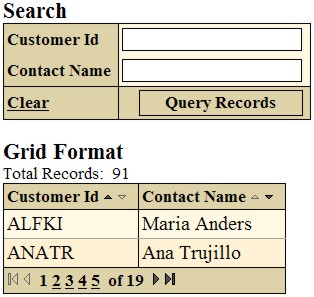 Search
Customer Id
Contact Name
Clear Query Records
Grid Format
Total Records: 91
Customer Id Contact Name
ALFKI Maria Anders
ANATR Ana Trujillo
1 2 3 4 5 of 19